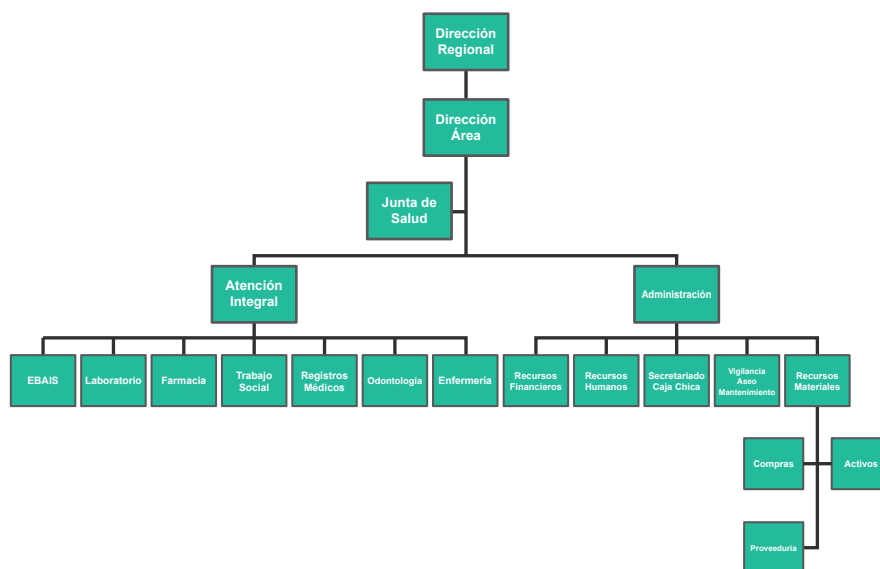 Dirección
Regional
Dirección
Área
Junta de
Salud
Atención
Integral
Administración
EBAIS
Laboratorio
Farmacia
Trabajo
Social
Registros
Médicos
Odontología
Enfermería
Recursos
Financieros
Recursos
Humanos
Secretariado
Caja Chica
Vigilancia
Aseo
Mantenimiento
Recursos
Materiales
Compras
Activos
Proveeduría